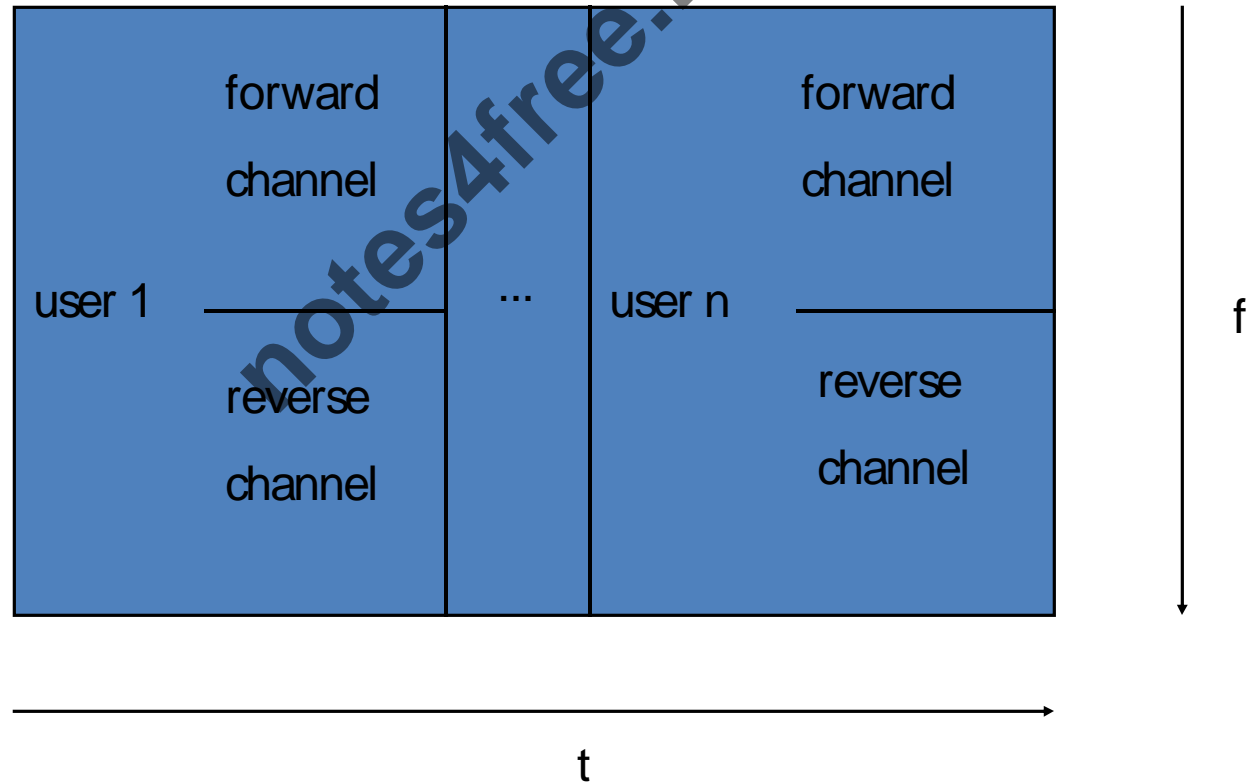 forward
channel
user 1
reverse
channel
...
forward
channel
user n
reverse
channel
f
t
notes4free.